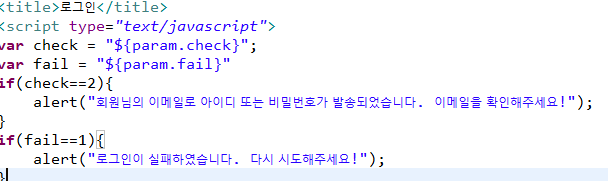 <title>로그인</title>
<script type="text/javascript">
var check = "${param.check}";
var fail = "${param.fail}"
if(check==2){
    alert("회원님의 이메일로 아이디 또는 비밀번호가 발송되었습니다. 이메일을 확인해주세요!");
}
if(fail==1){
    alert("로그인이 실패하였습니다. 다시 시도해주세요!");
}